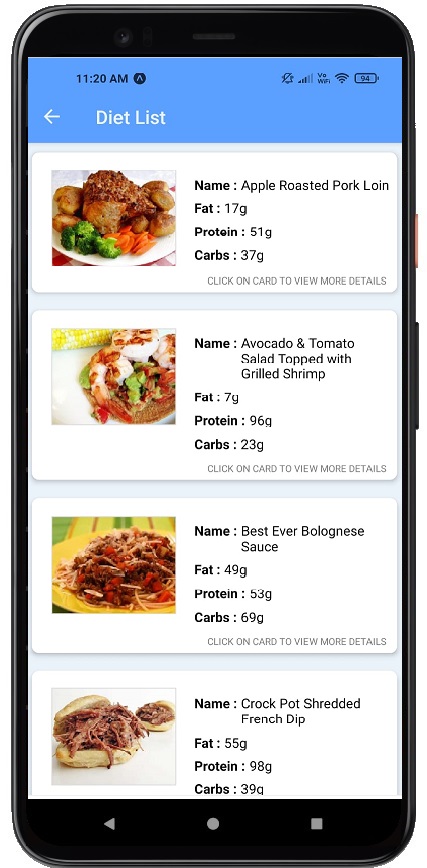 11:20 AM
Vo
WiFi
94
Diet List
Name : Apple Roasted Pork Loin
Fat : 17g
Protein : 51g
Carbs : 37g
CLICK ON CARD TO VIEW MORE DETAILS
Name : Avocado & Tomato
Salad Topped with
Grilled Shrimp
Fat : 7g
Protein : 96g
Carbs : 23g
CLICK ON CARD TO VIEW MORE DETAILS
Name : Best Ever Bolognese
Sauce
Fat : 49g
Protein : 53g
Carbs : 69g
CLICK ON CARD TO VIEW MORE DETAILS
Name : Crock Pot Shredded
French Dip
Fat : 55g
Protein : 98g
Carbs : 39g